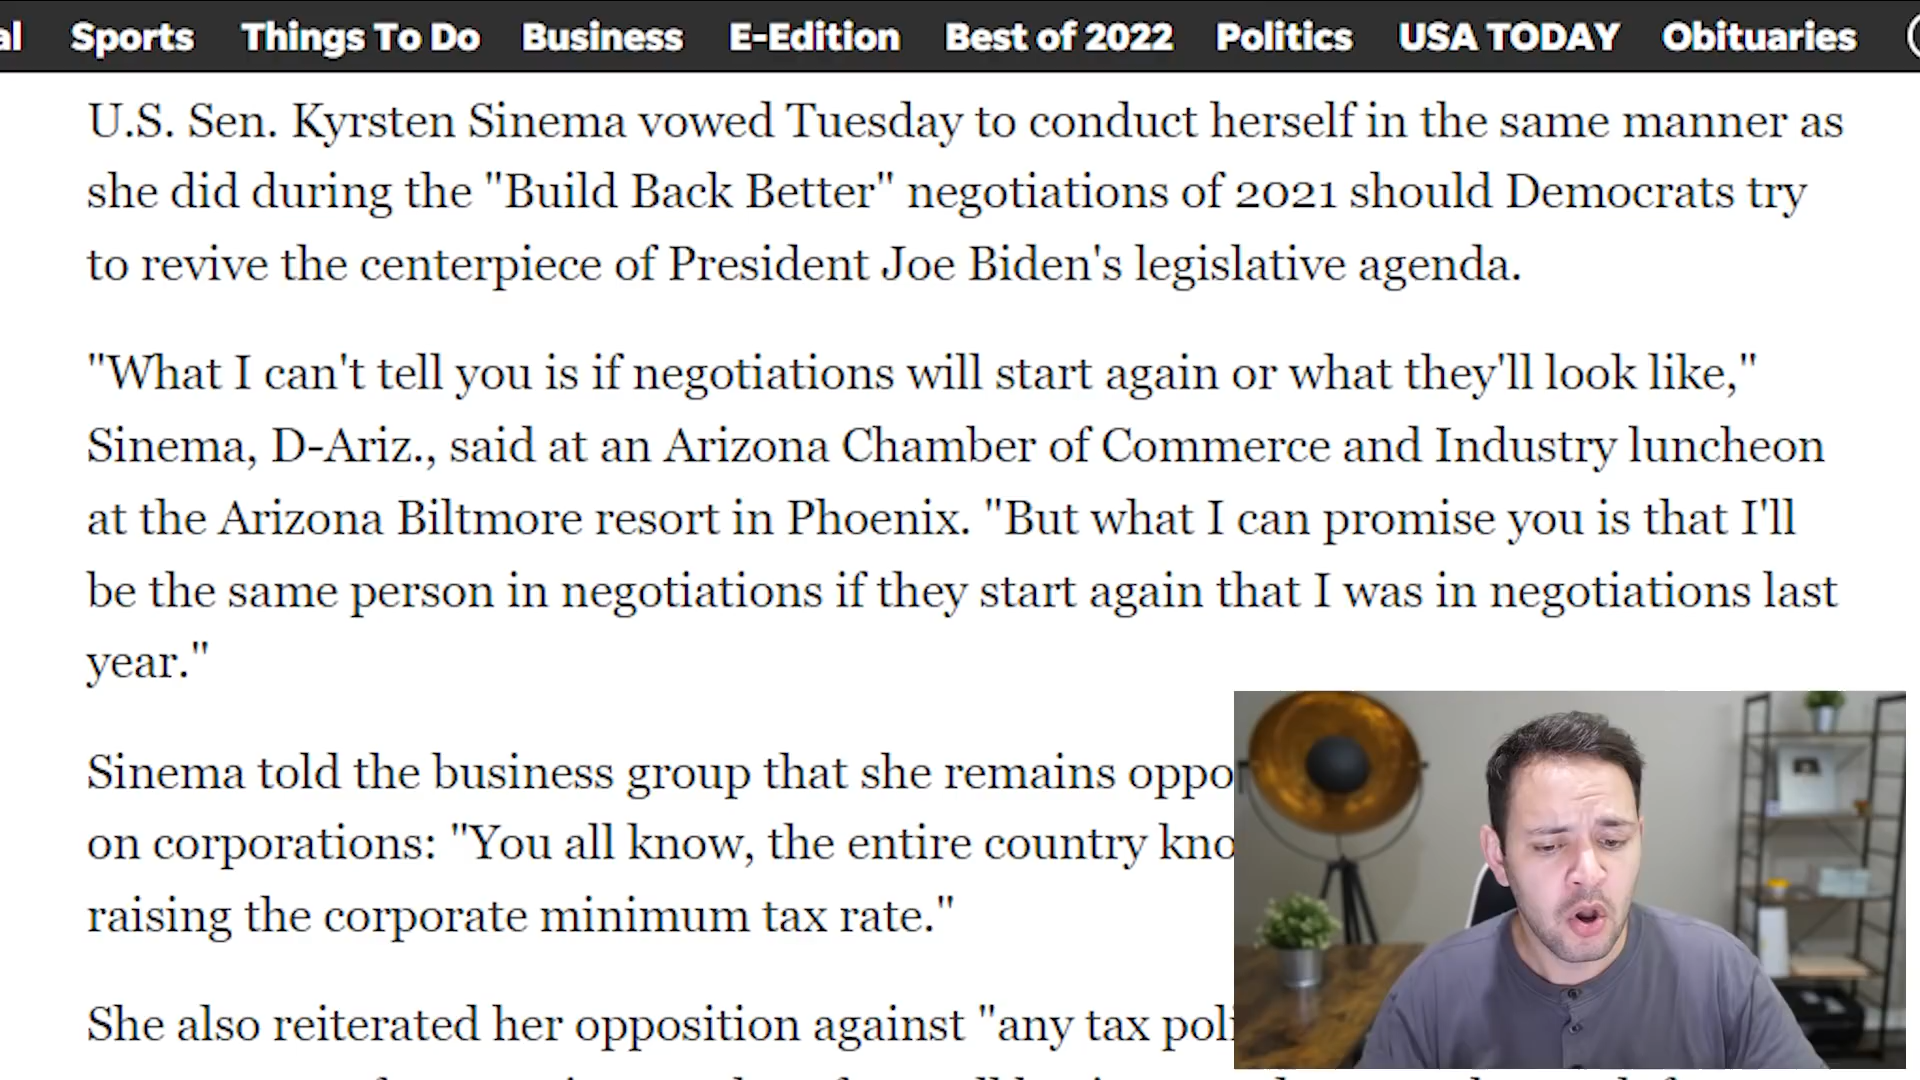 al Sports Things To Do Business E-Edition Best of 2022 Politics USA TODAY Obituaries
U.S. Sen. Kyrsten Sinema vowed Tuesday to conduct herself in the same manner as
she did during the "Build Back Better" negotiations of 2021 should Democrats try
to revive the centerpiece of President Joe Biden's legislative agenda.
"What I can't tell you is if negotiations will start again or what they'll look like,"
Sinema, D-Ariz., said at an Arizona Chamber of Commerce and Industry luncheon
at the Arizona Biltmore resort in Phoenix. "But what I can promise you is that I'll
be the same person in negotiations if they start again that I was in negotiations last
year."
Sinema told the business group that she remains oppo
on corporations: "You all know, the entire country kno
raising the corporate minimum tax rate."
She also reiterated her opposition against "any tax poli